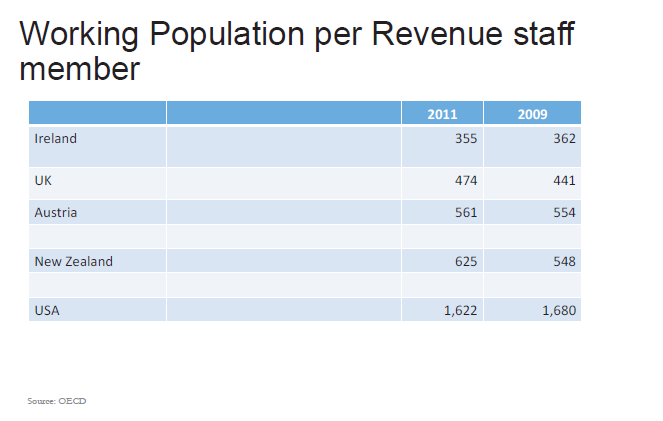 Working Population per Revenue staff
member
2011 2009
Ireland 355 362
UK 474 441
Austria 561 554
New Zealand 625 548
USA 1,622 1,680
Source: OECD